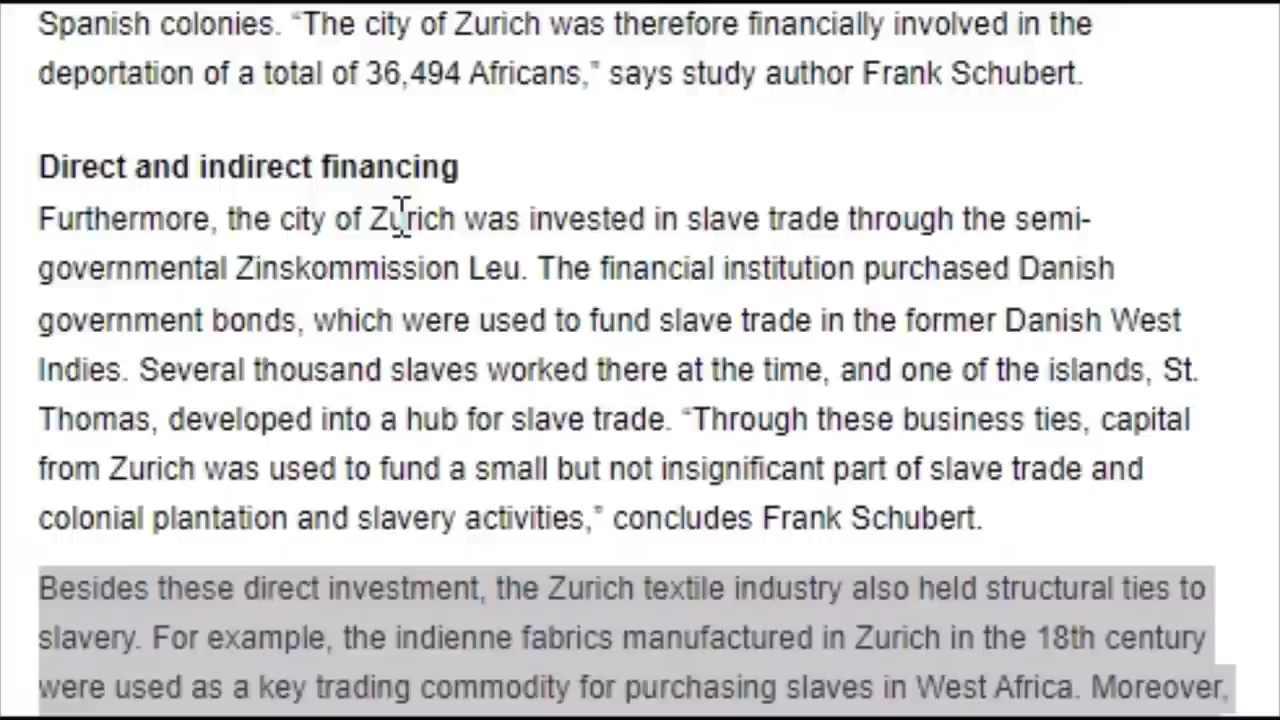 Spanish colonies. “The city of Zurich was therefore financially involved in the
deportation of a total of 36,494 Africans,” says study author Frank Schubert.
Direct and indirect financing
Furthermore, the city of Zurich was invested in slave trade through the semi-
governmental Zinskommission Leu. The financial institution purchased Danish
government bonds, which were used to fund slave trade in the former Danish West
Indies. Several thousand slaves worked there at the time, and one of the islands, St.
Thomas, developed into a hub for slave trade. “Through these business ties, capital
from Zurich was used to fund a small but not insignificant part of slave trade and
colonial plantation and slavery activities,” concludes Frank Schubert.
Besides these direct investment, the Zurich textile industry also held structural ties to
slavery. For example, the indienne fabrics manufactured in Zurich in the 18th century
were used as a key trading commodity for purchasing slaves in West Africa. Moreover,